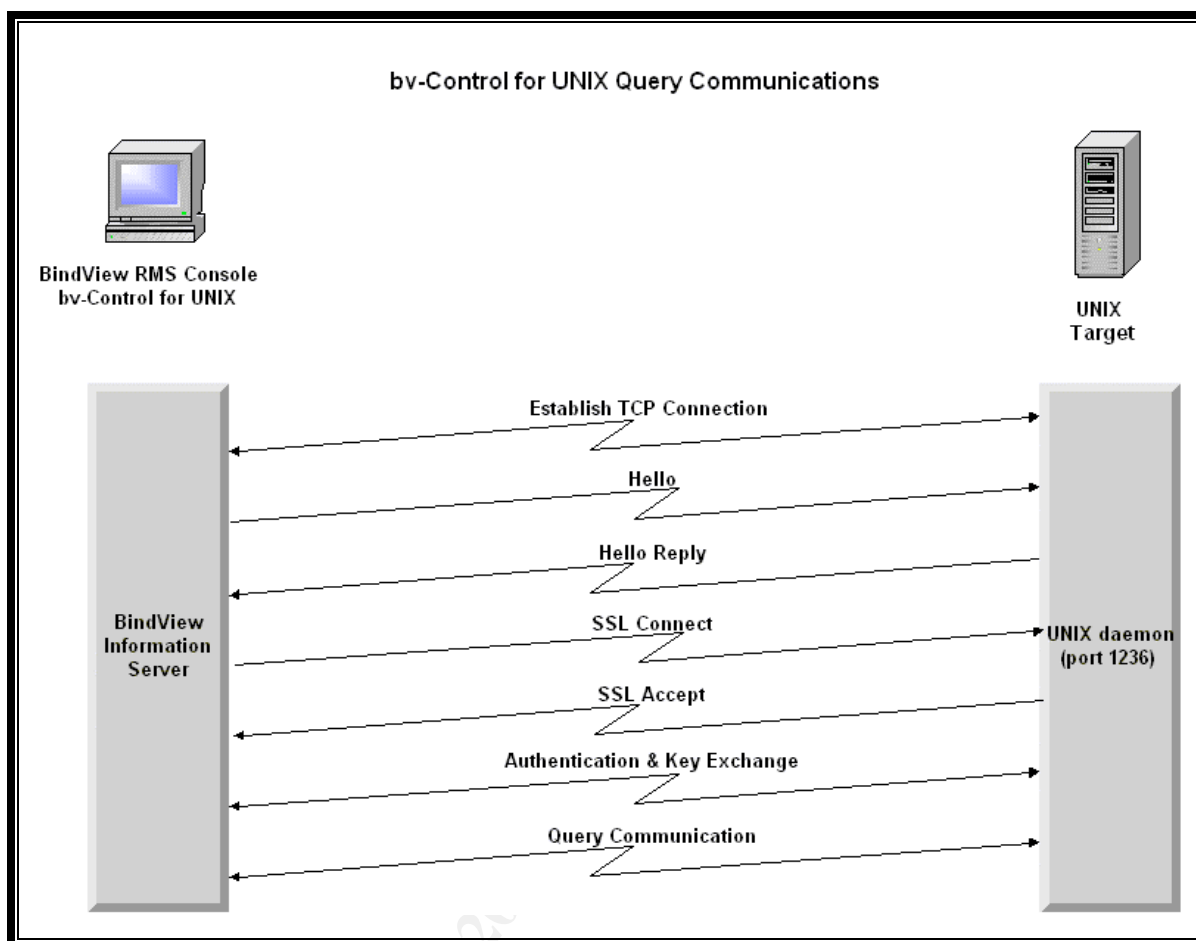 bv-Control for UNIX Query Communications
BindView RMS Console
bv-Control for UNIX
UNIX
Target
Establish TCP Connection
Hello
Hello Reply
SSL Connect
SSL Accept
Authentication & Key Exchange
Query Communication
BindView
Information
Server
UNIX daemon
(port 1236)